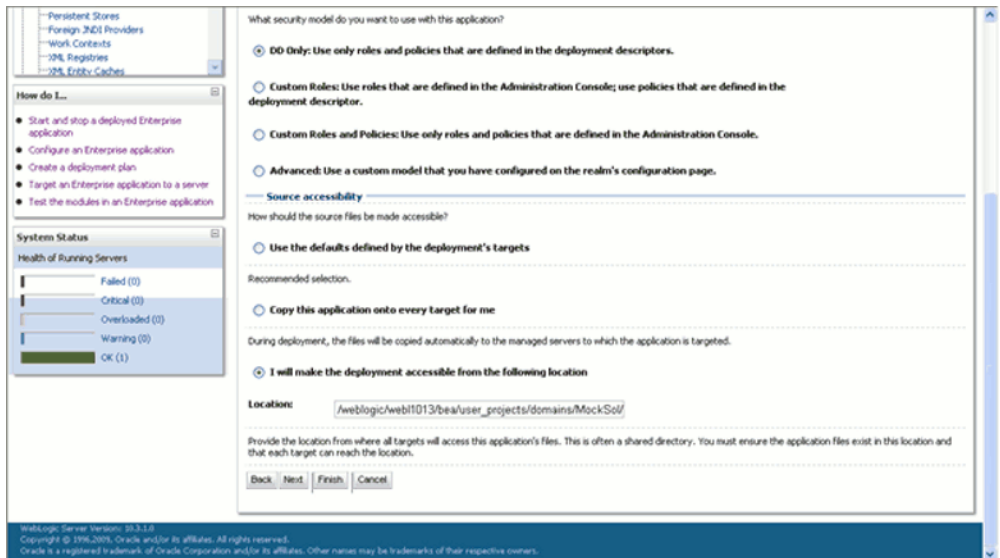 Persistent Stores
Foreign JNDI Providers
Work Contexts
XML Registries
XML Entity Caches
How do I...
Start and stop a deployed Enterprise
application
Configure an Enterprise application
Create a deployment plan
Target an Enterprise application to a server
Test the modules in an Enterprise application
System Status
Health of Running Servers
Failed (0)
Critical (0)
Overloaded (0)
Warning (0)
OK (1)
What security model do you want to use with this application?
DD Only: Use only roles and policies that are defined in the deployment descriptors.
Custom Roles: Use roles that are defined in the Administration Console; use policies that are defined in the
deployment descriptor.
Custom Roles and Policies: Use only roles and policies that are defined in the Administration Console.
Advanced: Use a custom model that you have configured on the realm's configuration page.
Source accessibility
How should the source files be made accessible?
Use the defaults defined by the deployment's targets
Recommended selection.
Copy this application onto every target for me
During deployment, the files will be copied automatically to the managed servers to which the application is targeted.
I will make the deployment accessible from the following location
Location: /weblogic/webl1013/bea/user_projects/domains/MockSol/
Provide the location from where all targets will access this application's files. This is often a shared directory. You must ensure the application files exist in this location and
that each target can reach the location.
Back Next Finish Cancel
WebLogic Server Version: 10.3.1.0
Copyright © 1996,2009, Oracle and/or its affiliates. All rights reserved.
Oracle is a registered trademark of Oracle Corporation and/or its affiliates. Other names may be trademarks of their respective owners.